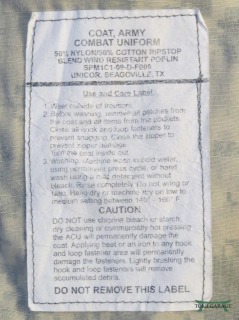 COAT, ARMY
COMBAT UNIFORM
50% NYLON/50% COTTON RIPSTOP
BLEND WIND RESISTANT POPLIN
SPM1C1-09-D-F005
UNICOR, SEAGOVILLE, TX
Use and Care Label
1. Wear outside of trousers.
2. Before washing, remove all patches from
the coat and all items from the pockets.
Close all hook and loop fasteners to
prevent snagging. Close the zipper to
prevent zipper damage.
Turn the coat inside out.
3. Washing: Machine wash in cold water,
using permanent press cycle, or hand
wash using a mild detergent without
bleach. Rinse completely. Do not wring or
twist. Hang dry or machine dry on low to
medium setting 140° - 160° F.
CAUTION
DO NOT use chlorine bleach or starch,
dry cleaning or commercially hot pressing
the ACU will permanently damage the
coat. Applying heat or an iron to any hook
and loop fastener area will permanently
damage the fasteners. Lightly brushing the
hook and loop fasteners will remove
accumulated debris.
DO NOT REMOVE THIS LABEL